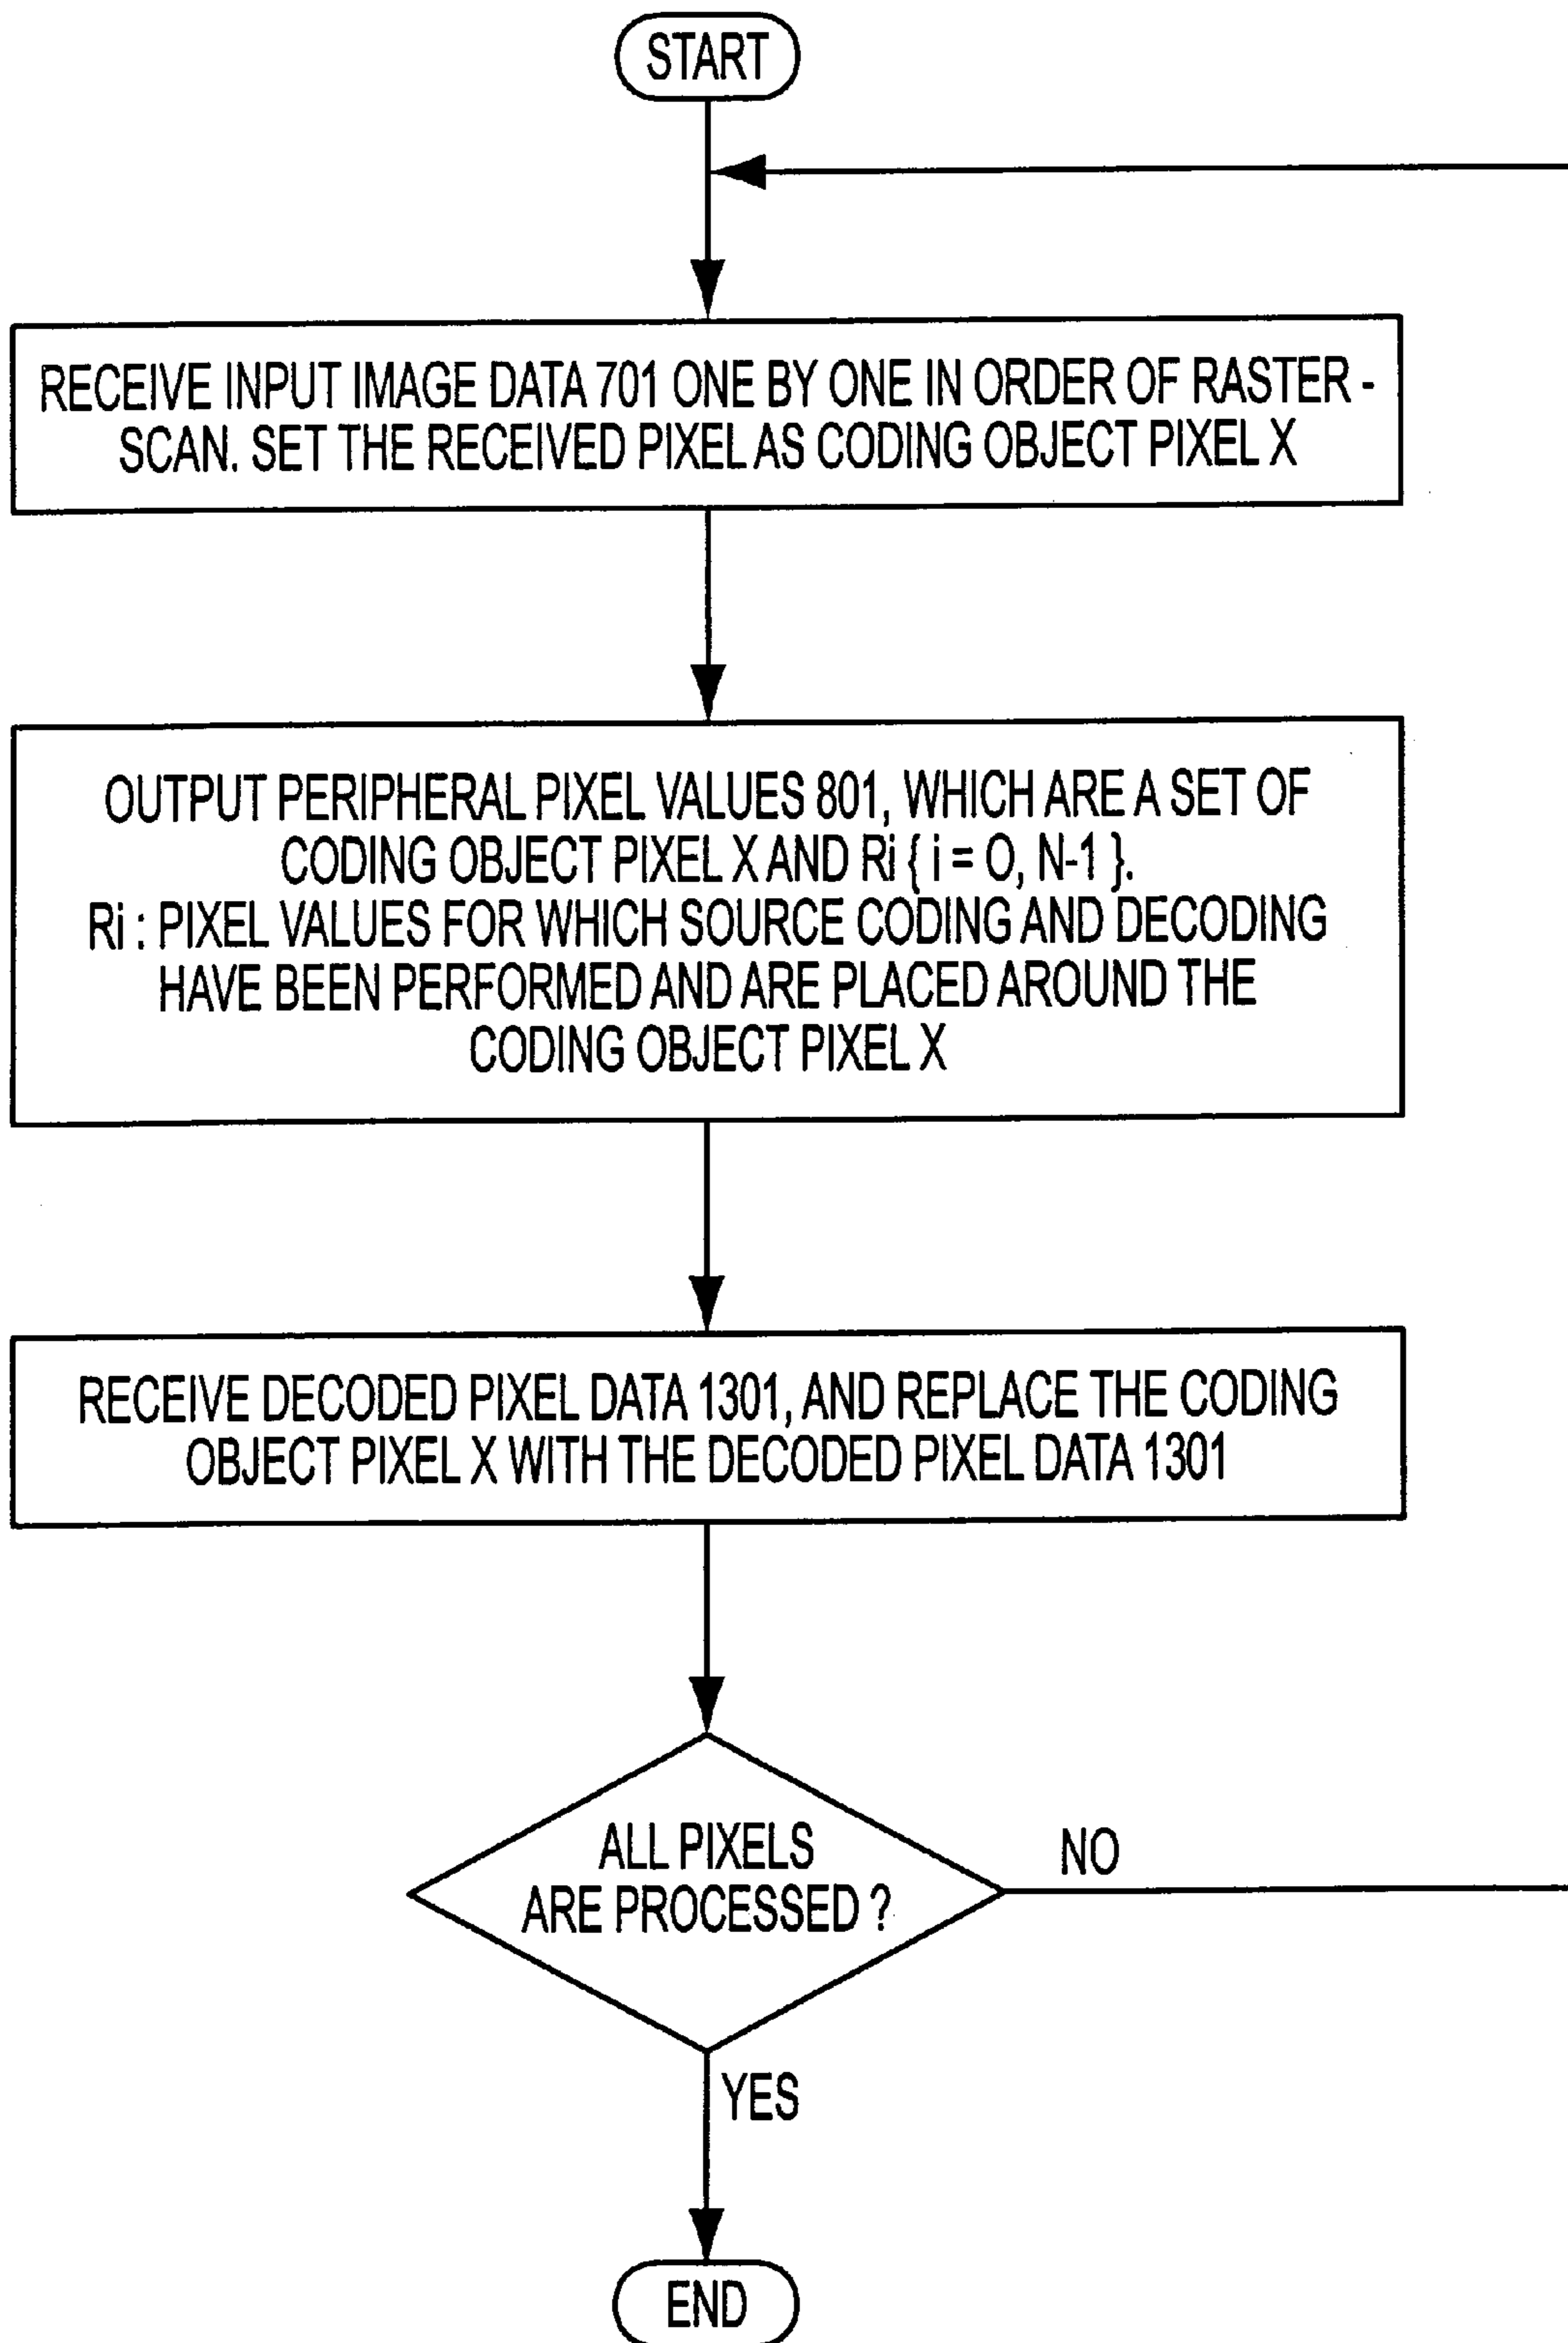 START
RECEIVE INPUT IMAGE DATA 701 ONE BY ONE IN ORDER OF RASTER -
SCAN. SET THE RECEIVED PIXEL AS CODING OBJECT PIXEL X
OUTPUT PERIPHERAL PIXEL VALUES 801, WHICH ARE A SET OF
CODING OBJECT PIXEL X AND Ri { i = O, N-1 }.
Ri : PIXEL VALUES FOR WHICH SOURCE CODING AND DECODING
HAVE BEEN PERFORMED AND ARE PLACED AROUND THE
CODING OBJECT PIXEL X
RECEIVE DECODED PIXEL DATA 1301, AND REPLACE THE CODING
OBJECT PIXEL X WITH THE DECODED PIXEL DATA 1301
ALL PIXELS
ARE PROCESSED ?
NO
YES
END